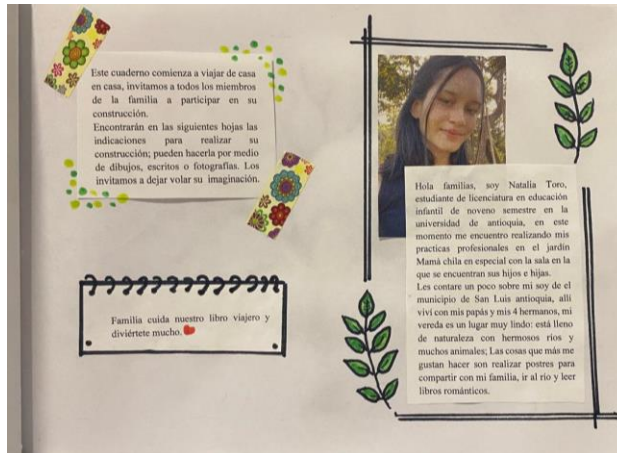 Este cuaderno comienza a viajar de casa
en casa, invitamos a todos los miembros
de la familia a participar en su
construcción.
Encontrarán en las siguientes hojas las
indicaciones para realizar su
construcción; pueden hacerla por medio
de dibujos, escritos o fotografías. Los
invitamos a dejar volar su imaginación.
Familia cuida nuestro libro viajero y
diviértete mucho.
Hola familias, soy Natalia Toro,
estudiante de licenciatura en educación
infantil de noveno semestre en la
universidad de antioquia, en este
momento me encuentro realizando mis
practicas profesionales en el jardín
Mamá chila en especial con la sala en la
que se encuentran sus hijos e hijas.
Les contare un poco sobre mi soy de el
municipio de San Luis antioquia, allí
viví con mis papás y mis 4 hermanos, mi
vereda es un lugar muy lindo: está lleno
de naturaleza con hermosos ríos y
muchos animales; Las cosas que más me
gustan hacer son realizar postres para
compartir con mi familia, ir al río y leer
libros románticos.